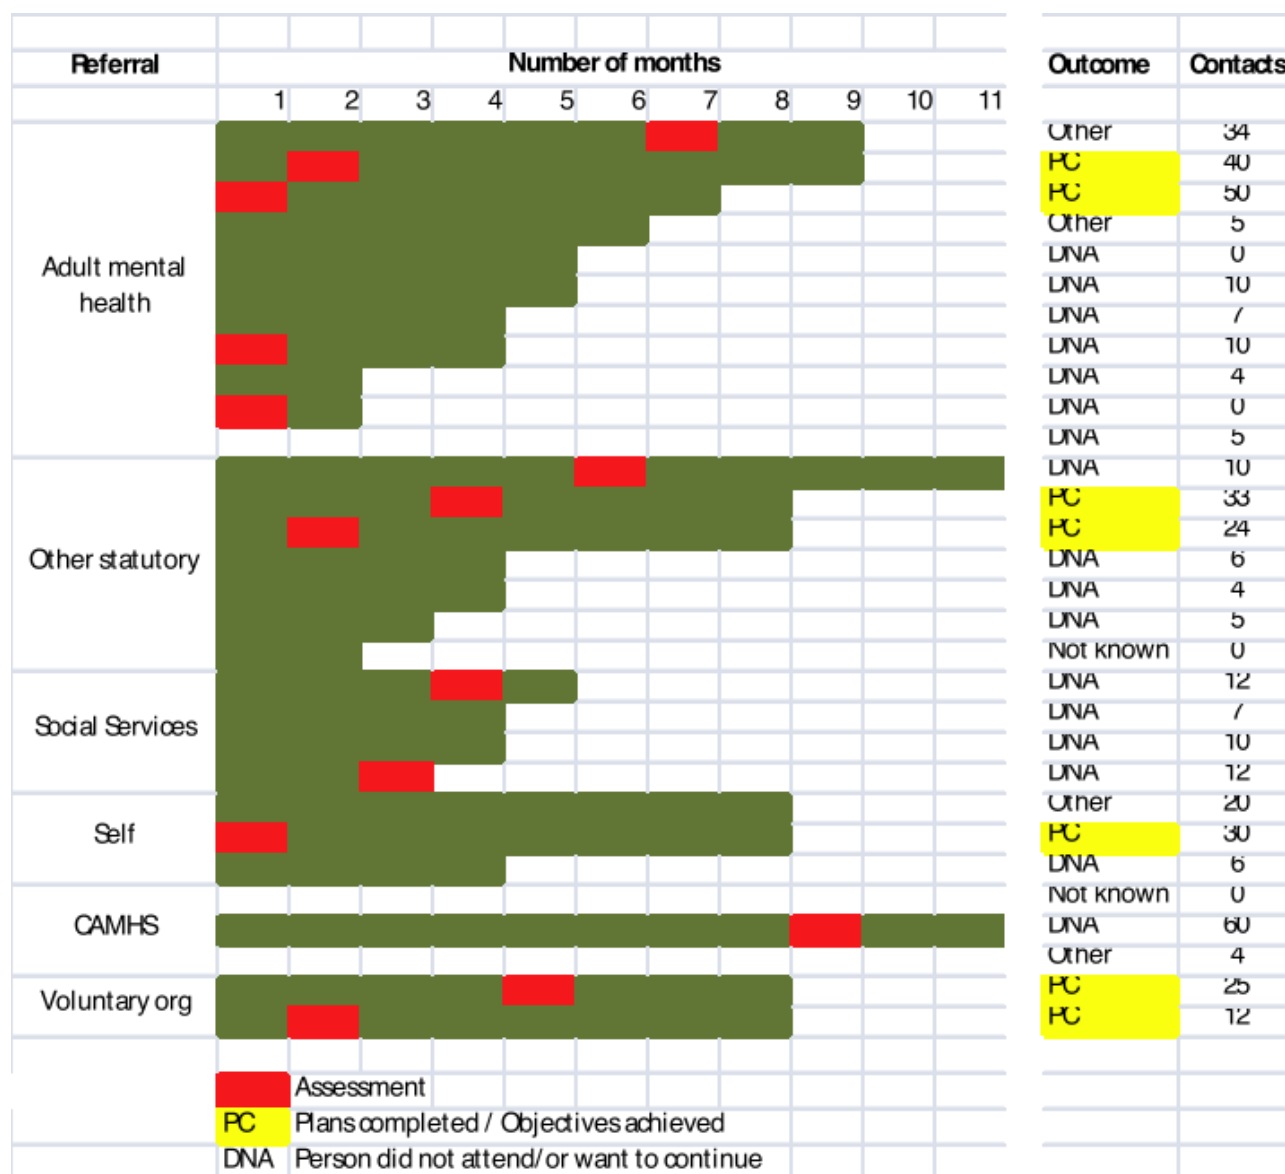 Referral Number of months Outcome Contacts
1 2 3 4 5 6 7 8 9 10 11
Other 34
PC 40
PC 50
Other 5
Adult mental health
DNA 0
DNA 10
DNA 7
DNA 10
DNA 4
DNA 0
DNA 5
DNA 10
PC 33
PC 24
Other statutory
DNA 6
DNA 4
DNA 5
Not known 0
DNA 12
Social Services
DNA 7
DNA 10
DNA 12
Other 20
Self
PC 30
DNA 6
Not known 0
CAMHS
DNA 60
Other 4
Voluntary org
PC 25
PC 12
Assessment
PC Plans completed / Objectives achieved
DNA Person did not attend/or want to continue